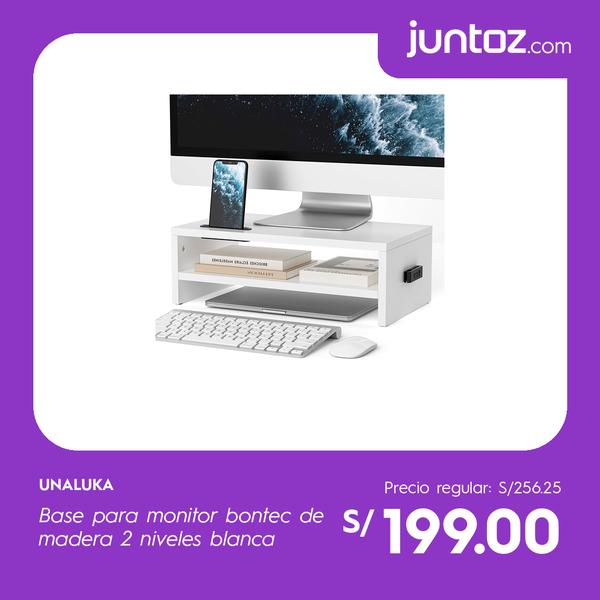 juntoz.com
UNALUKA
Base para monitor bontec de
madera 2 niveles blanca
Precio regular: S/256.25
S/199.00